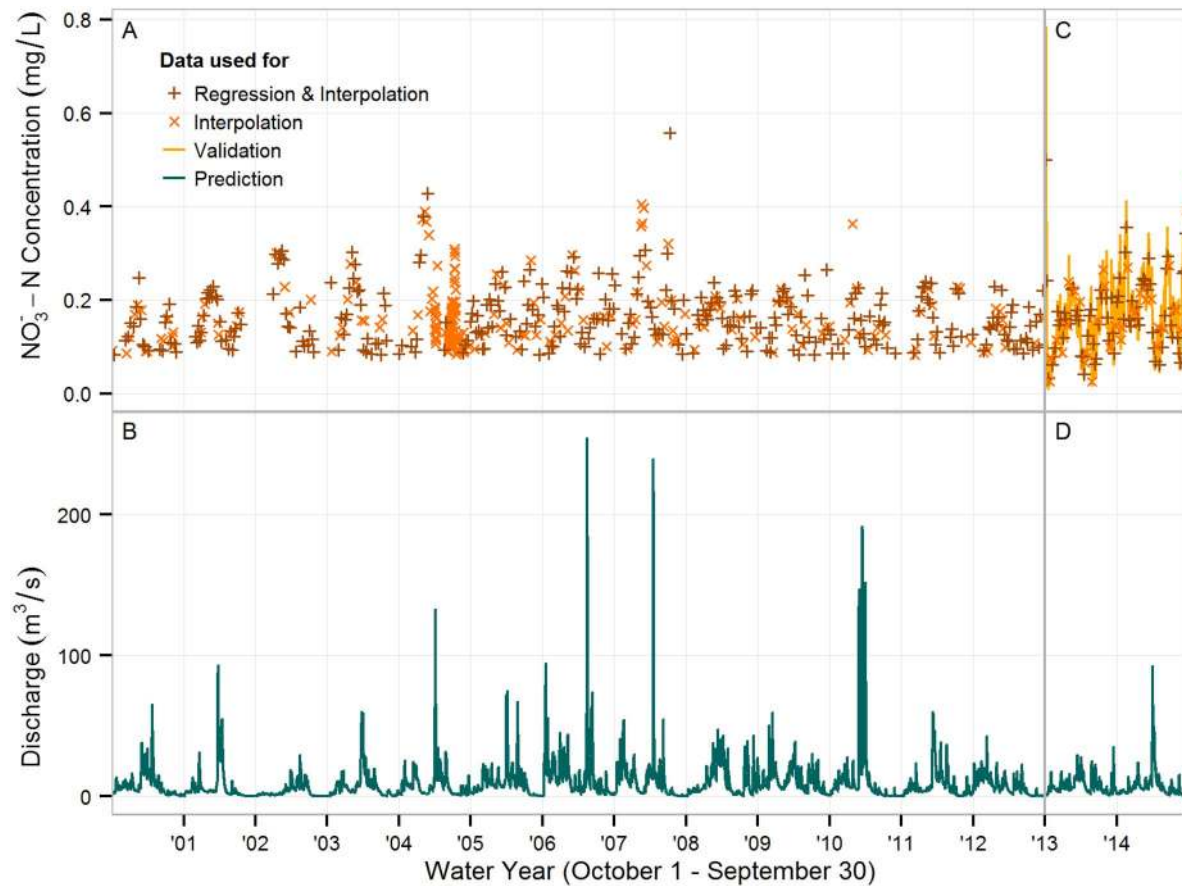 A
C
NO₃⁻ – N Concentration (mg/L)
0.8
0.6
0.4
0.2
0.0
Data used for
Regression & Interpolation
Interpolation
Validation
Prediction
B
D
Discharge (m³/s)
200
100
0
'01 '02 '03 '04 '05 '06 '07 '08 '09 '10 '11 '12 '13 '14
Water Year (October 1 - September 30)